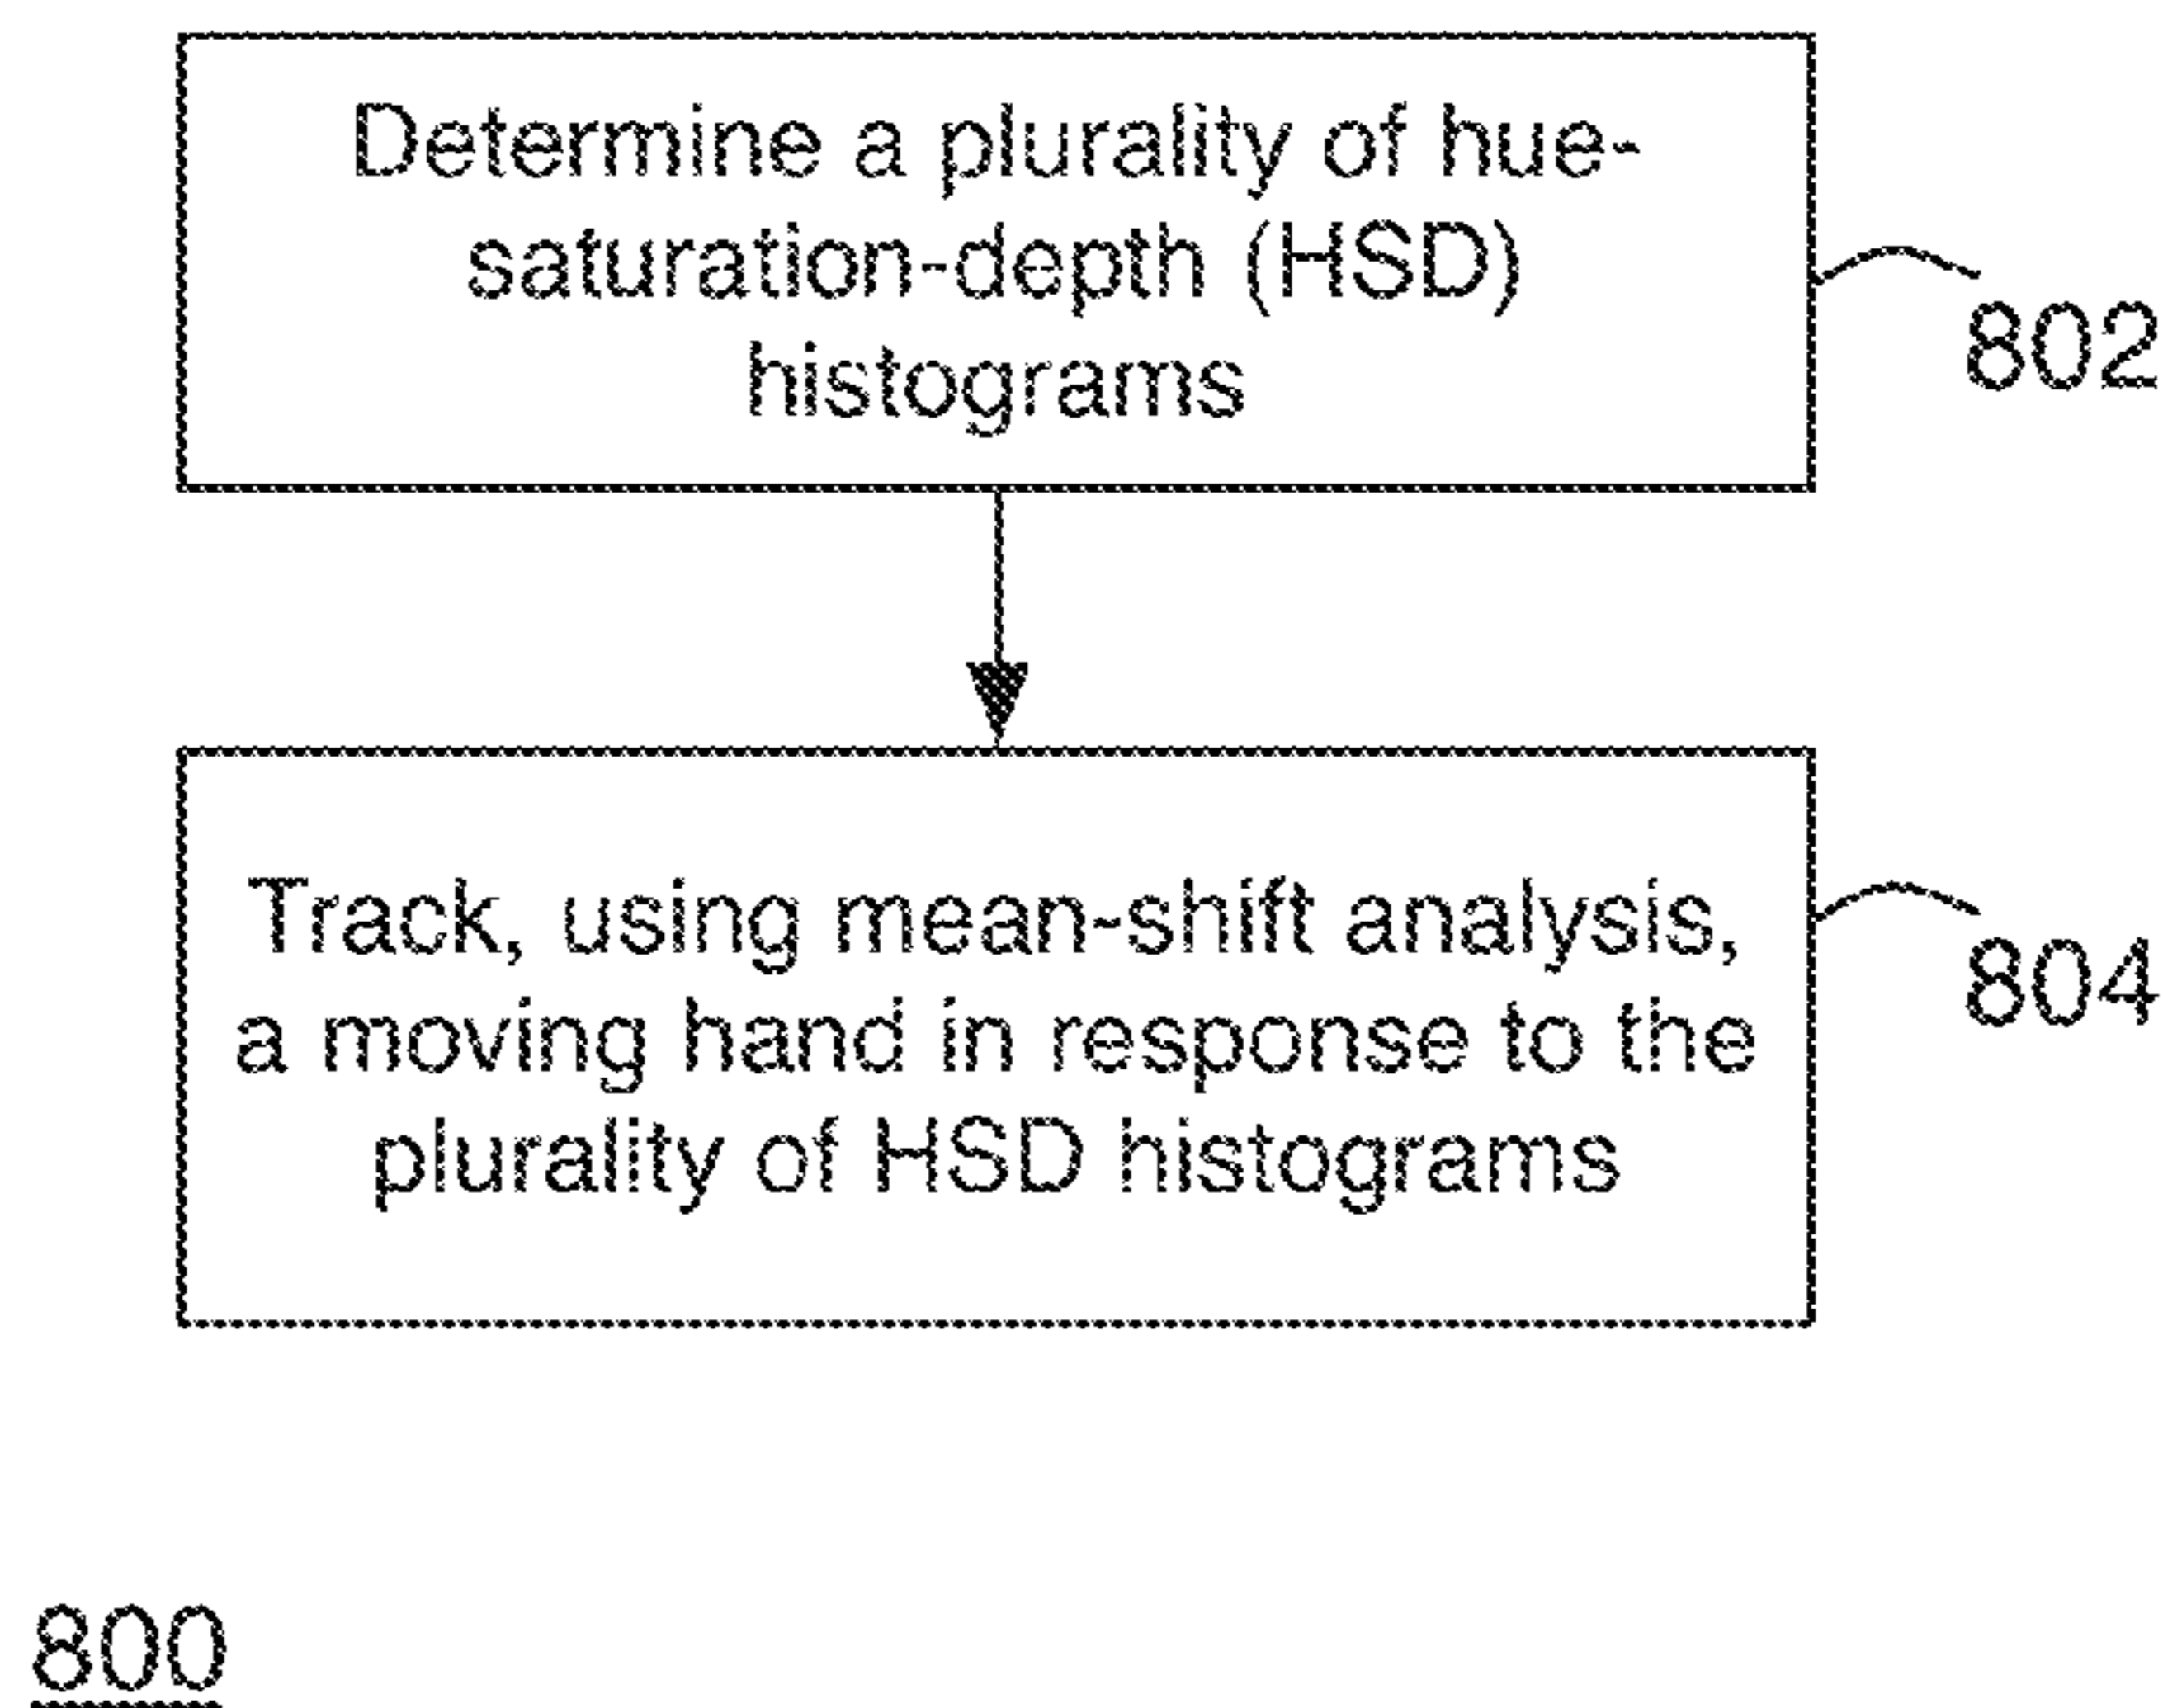 Determine a plurality of hue-
saturation-depth (HSD)
histograms
802
Track, using mean-shift analysis,
a moving hand in response to the
plurality of HSD histograms
804
800